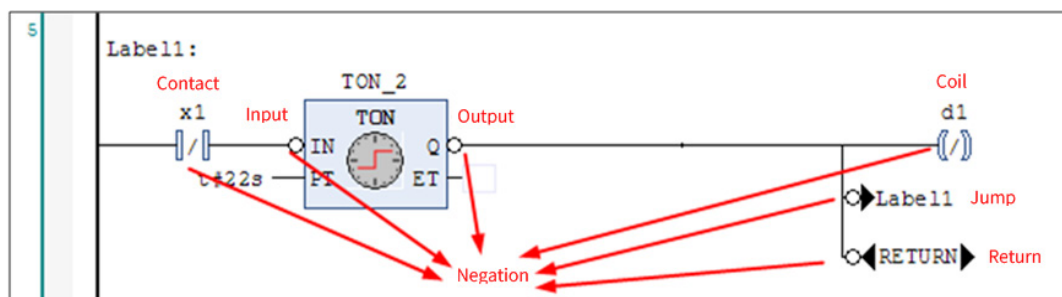 5
Label1:
Contact
TON_2
Coil
x1
Input
TON
Output
d1
/
IN
Q
/
t#22s
PT
ET
Label1
Jump
RETURN
Return
Negation